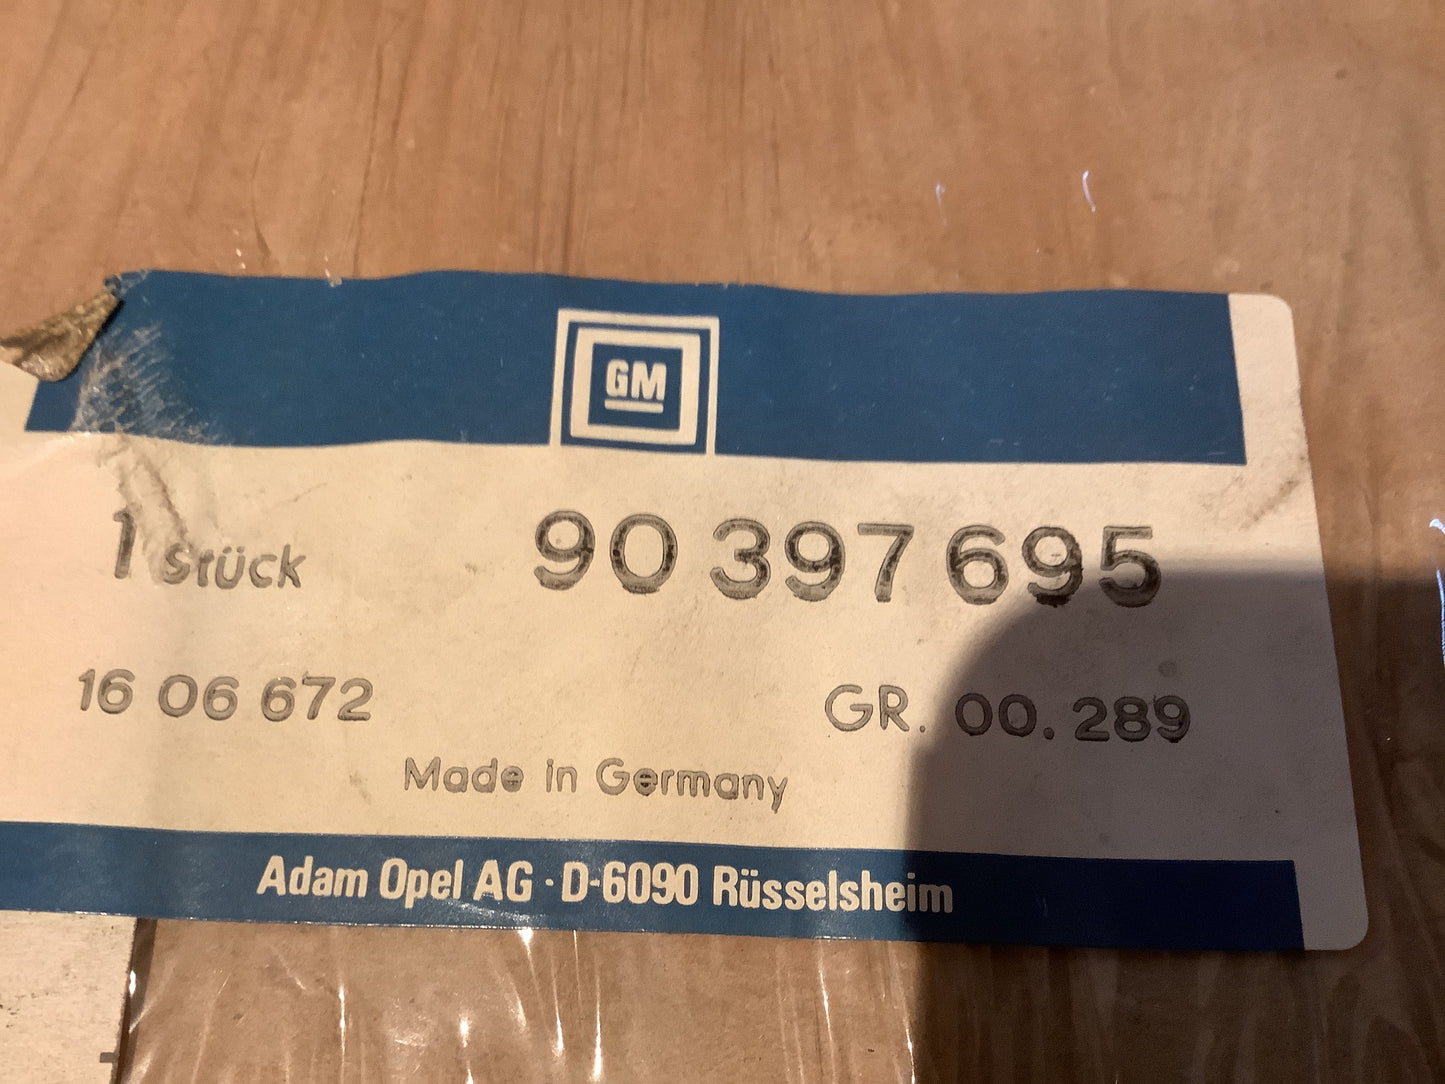 GM
1 Stück 90 397 695
16 06 672 GR. 00. 289
Made in Germany
Adam Opel AG · D-6090 Rüsselsheim